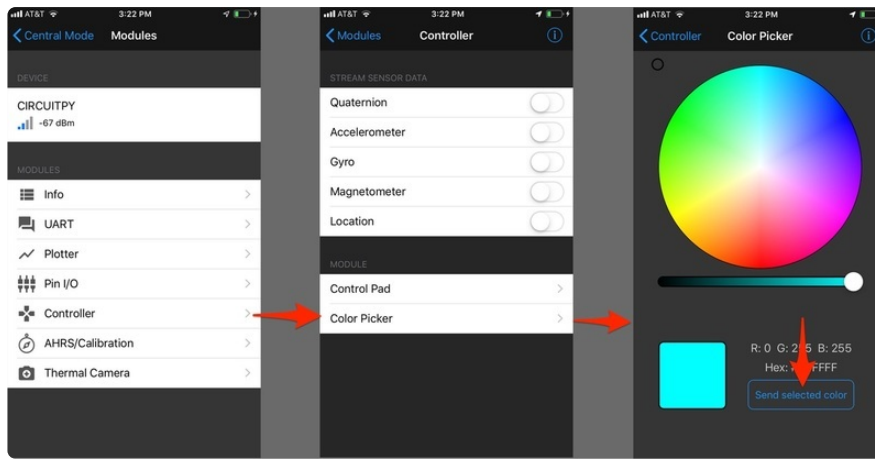 AT&T 3:22 PM
Central Mode Modules
DEVICE
CIRCUITPY
-67 dBm
MODULES
Info
UART
Plotter
Pin I/O
Controller
AHRS/Calibration
Thermal Camera
AT&T 3:22 PM
Modules Controller
STREAM SENSOR DATA
Quaternion
Accelerometer
Gyro
Magnetometer
Location
MODULE
Control Pad
Color Picker
AT&T 3:22 PM
Controller Color Picker
R: 0 G: 255 B: 255
Hex: FFFF
Send selected color